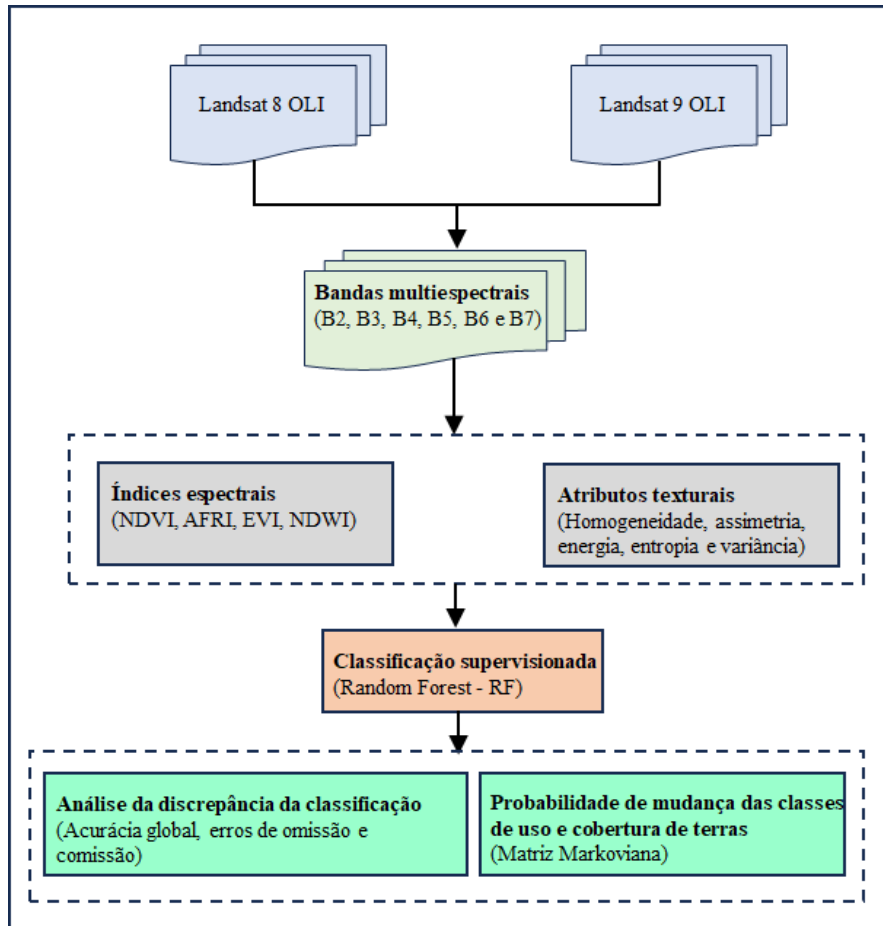 Landsat 8 OLI
Landsat 9 OLI
Bandas multiespectrais
(B2, B3, B4, B5, B6 e B7)
Índices espectrais
(NDVI, AFRI, EVI, NDWI)
Atributos texturais
(Homogeneidade, assimetria,
energia, entropia e variância)
Classificação supervisionada
(Random Forest - RF)
Análise da discrepância da classificação
(Acurácia global, erros de omissão e
comissão)
Probabilidade de mudança das classes
de uso e cobertura de terras
(Matriz Markoviana)